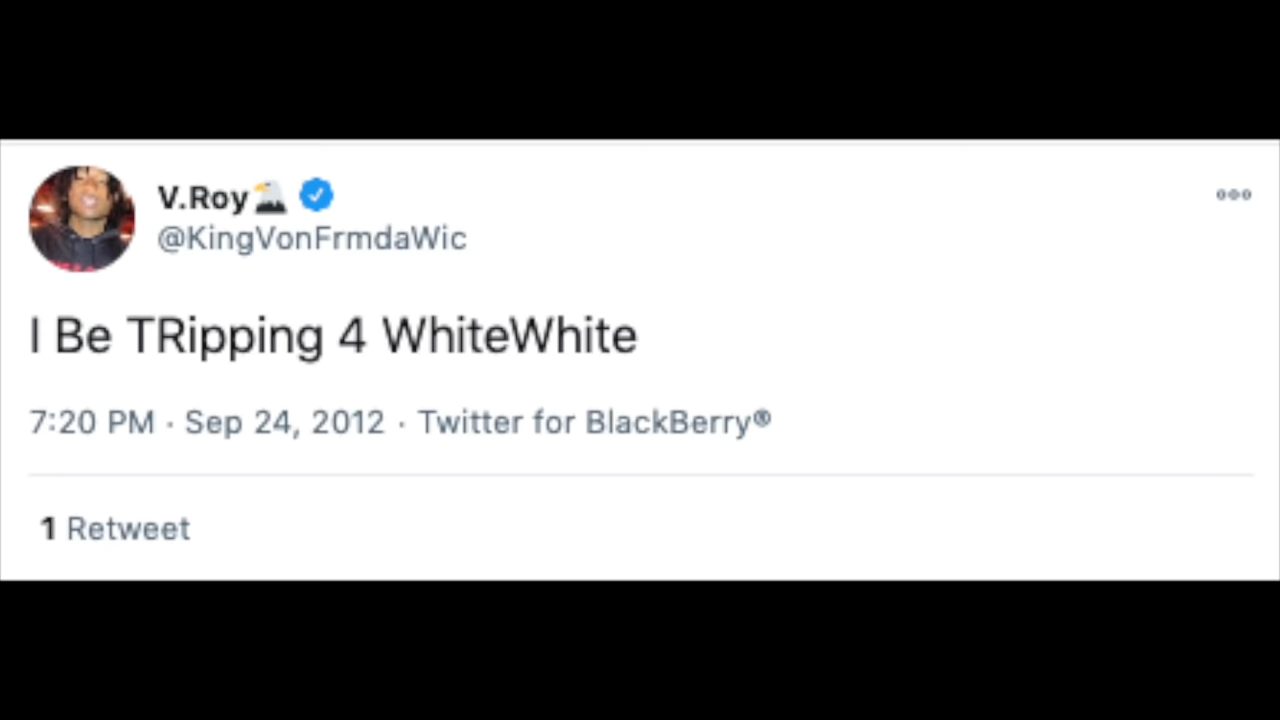 V.Roy🦅
@KingVonFrmdaWic
I Be TRipping 4 WhiteWhite
7:20 PM · Sep 24, 2012 · Twitter for BlackBerry®
1 Retweet